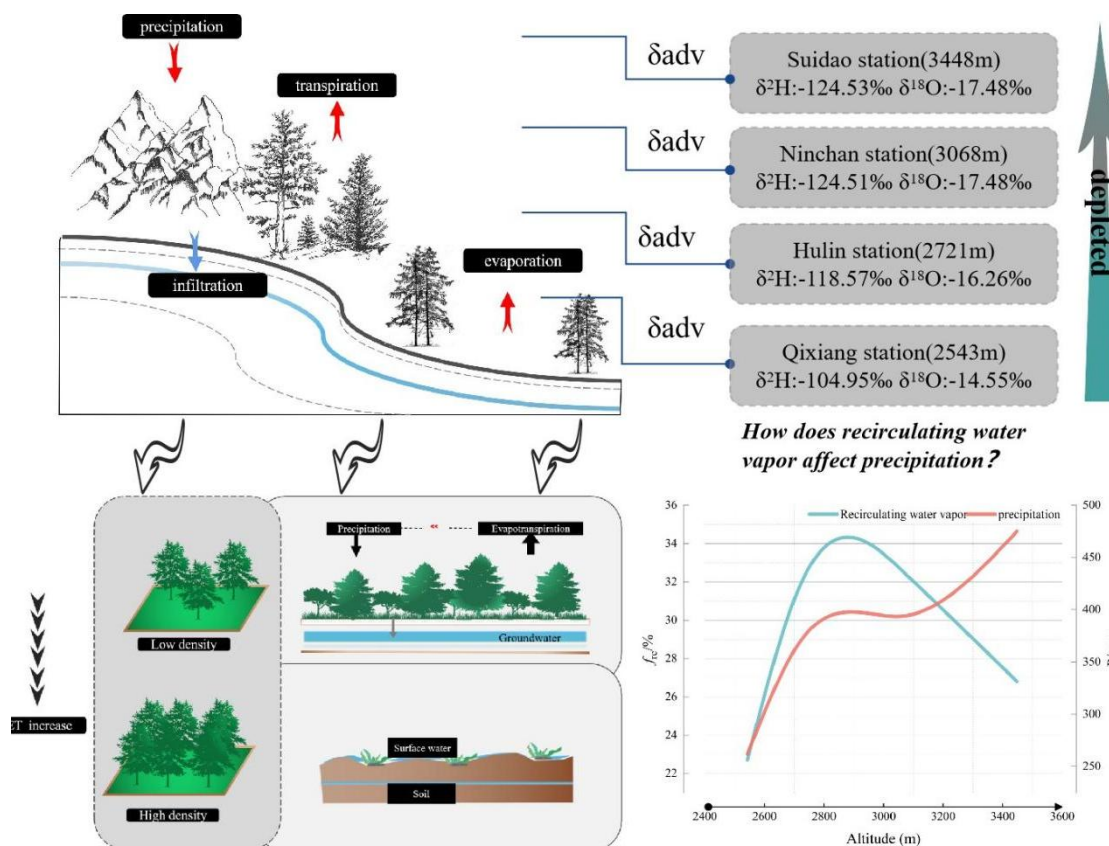 precipitation
transpiration
infiltration
evaporation
δadv
Suidao station(3448m)
δ²H:-124.53‰ δ¹⁸O:-17.48‰
δadv
Ninchan station(3068m)
δ²H:-124.51‰ δ¹⁸O:-17.48‰
δadv
Hulin station(2721m)
δ²H:-118.57‰ δ¹⁸O:-16.26‰
δadv
Qixiang station(2543m)
δ²H:-104.95‰ δ¹⁸O:-14.55‰
depleted
How does recirculating water
vapor affect precipitation?
Low density
High density
ET increase
Precipitation
Evapotranspiration
Groundwater
Surface water
Soil
Recirculating water vapor
precipitation
36
34
32
30
28
26
24
22
frc/%
500
450
400
350
300
250
2400 2600 2800 3000 3200 3400 3600
Altitude (m)